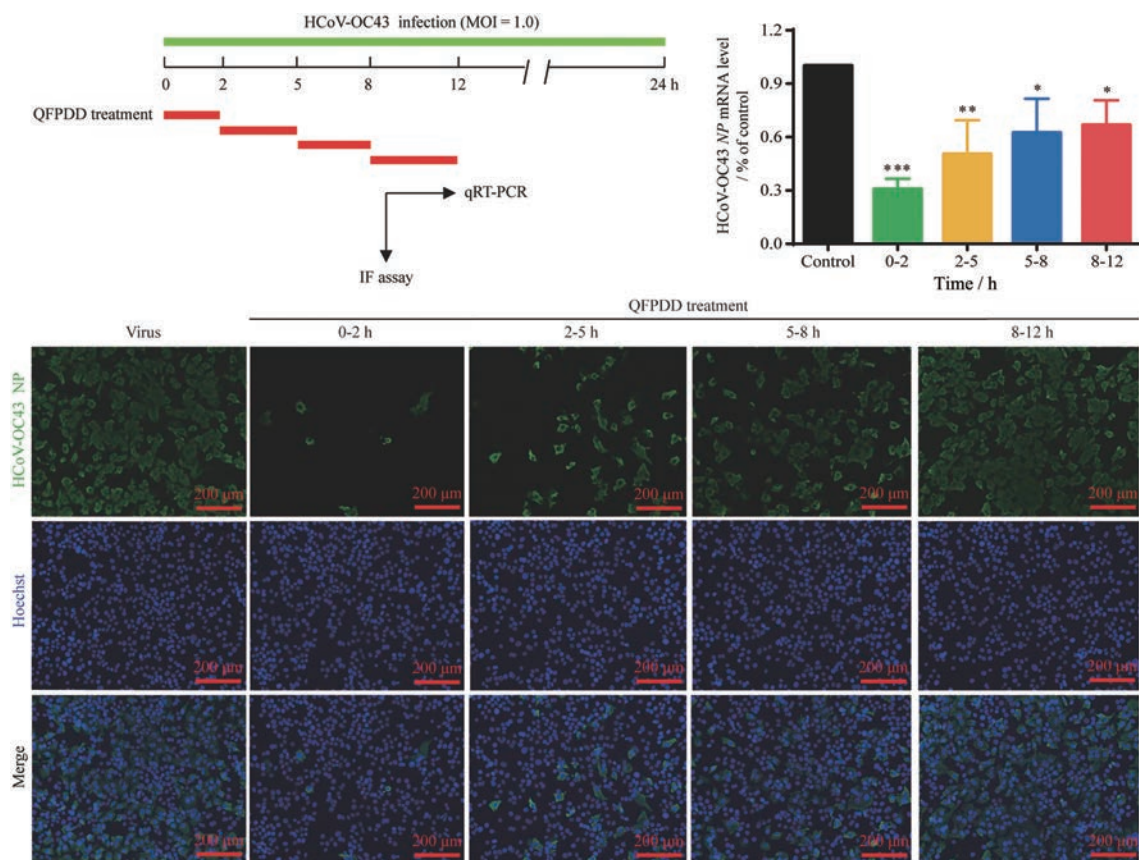 HCoV-OC43 infection (MOI = 1.0)
0 2 5 8 12 24 h
QFPDD treatment
qRT-PCR
IF assay
HCoV-OC43 NP mRNA level
/ % of control
1.2
0.9
0.6
0.3
0.0
***
**
*
*
Control 0-2 2-5 5-8 8-12
Time / h
QFPDD treatment
Virus 0-2 h 2-5 h 5-8 h 8-12 h
HCoV-OC43 NP
200 μm 200 μm 200 μm 200 μm 200 μm
Hoechst
200 μm 200 μm 200 μm 200 μm 200 μm
Merge
200 μm 200 μm 200 μm 200 μm 200 μm